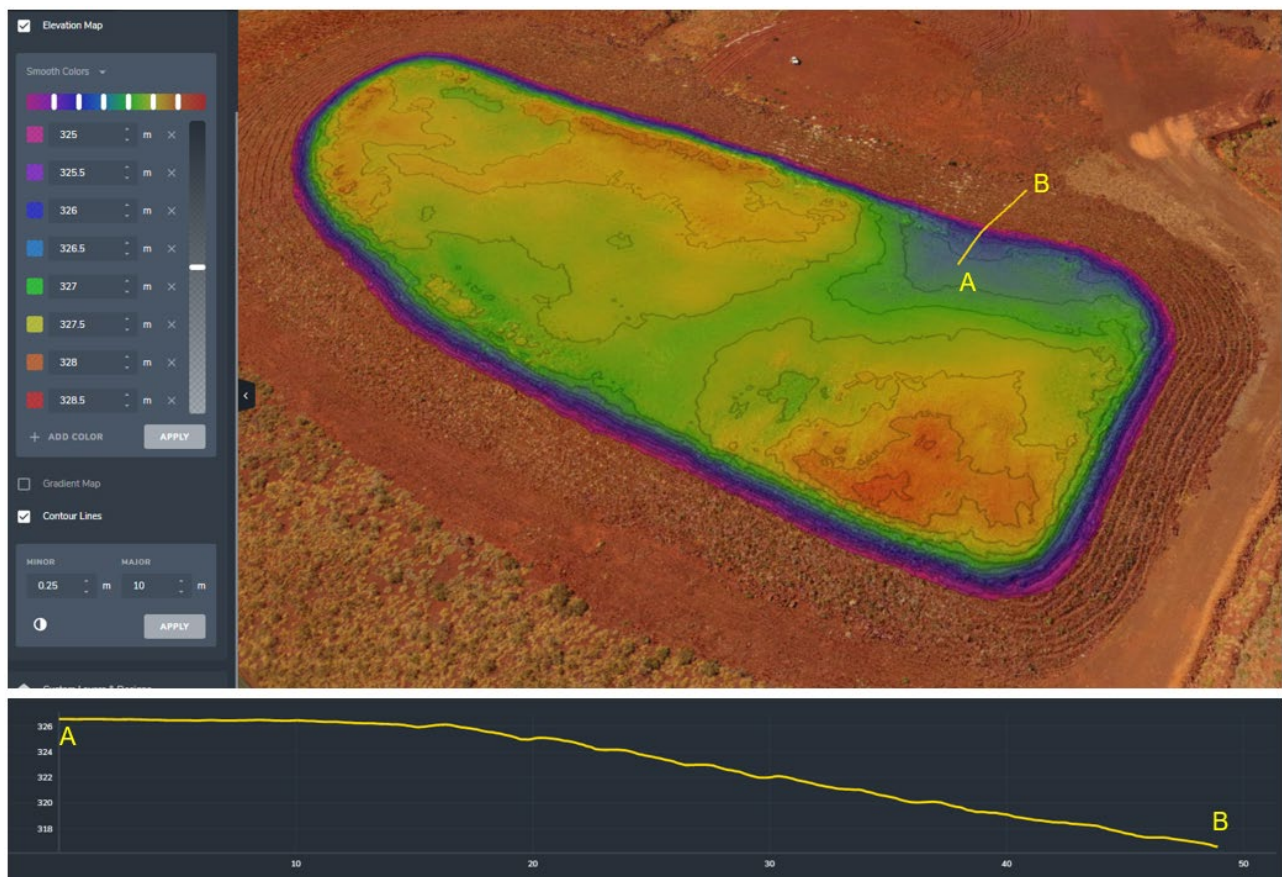 Elevation Map
Smooth Colors
325 m ×
325.5 m ×
326 m ×
326.5 m ×
327 m ×
327.5 m ×
328 m ×
328.5 m ×
+ ADD COLOR APPLY
Gradient Map
Contour Lines
MINOR MAJOR
0.25 m 10 m
APPLY
B
A
326
A
324
322
320
318
B
10 20 30 40 50